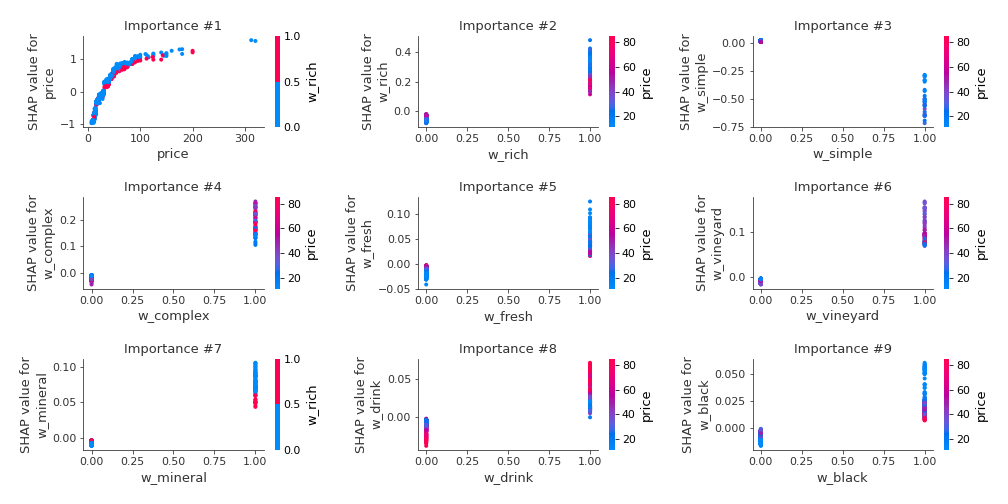 Importance #1
SHAP value for
price
1
0
−1
0
100
200
300
price
1.0
0.5
0.0
w_rich
Importance #2
SHAP value for
w_rich
0.4
0.2
0.0
0.00
0.25
0.50
0.75
1.00
w_rich
80
60
40
20
price
Importance #3
SHAP value for
w_simple
0.00
−0.25
−0.50
−0.75
0.00
0.25
0.50
0.75
1.00
w_simple
80
60
40
20
price
Importance #4
SHAP value for
w_complex
0.2
0.1
0.0
0.00
0.25
0.50
0.75
1.00
w_complex
80
60
40
20
price
Importance #5
SHAP value for
w_fresh
0.10
0.05
0.00
−0.05
0.00
0.25
0.50
0.75
1.00
w_fresh
80
60
40
20
price
Importance #6
SHAP value for
w_vineyard
0.1
0.0
0.00
0.25
0.50
0.75
1.00
w_vineyard
80
60
40
20
price
Importance #7
SHAP value for
w_mineral
0.10
0.05
0.00
0.00
0.25
0.50
0.75
1.00
w_mineral
1.0
0.5
0.0
w_rich
Importance #8
SHAP value for
w_drink
0.05
0.00
0.00
0.25
0.50
0.75
1.00
w_drink
80
60
40
20
price
Importance #9
SHAP value for
w_black
0.050
0.025
0.000
0.00
0.25
0.50
0.75
1.00
w_black
80
60
40
20
price